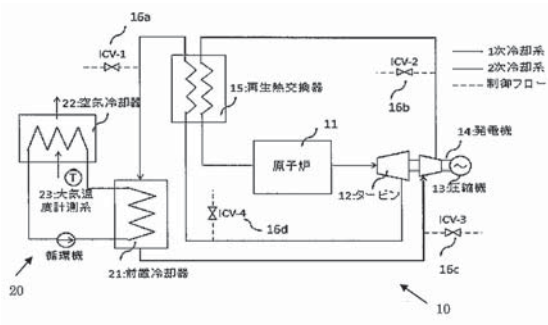 16a
ICV-1
1次冷却系
2次冷却系
制御フロー
ICV-2
16b
15:再生熱交換器
22:空気冷却器
11
原子炉
14:発電機
12:タービン
13:圧縮機
T
23:大気温
度計測系
ICV-4
16d
ICV-3
16c
循環機
21:前置冷却器
20
10